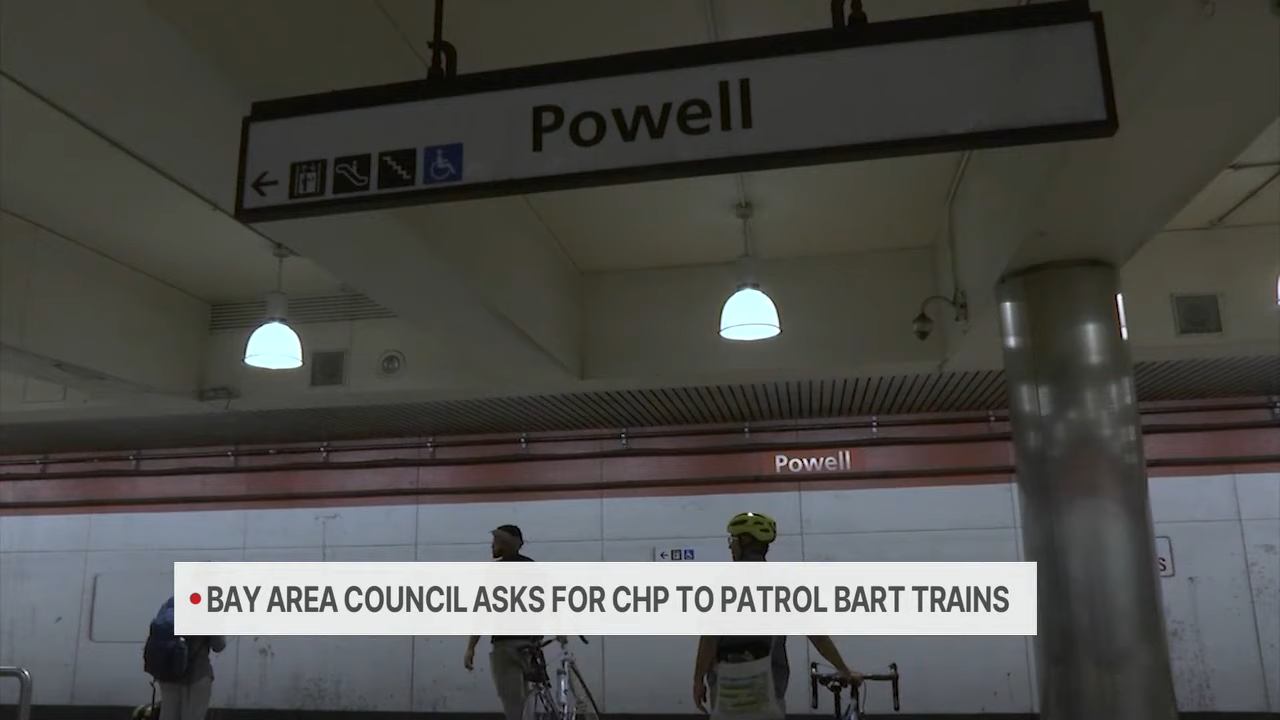 Powell
Powell
BAY AREA COUNCIL ASKS FOR CHP TO PATROL BART TRAINS
S